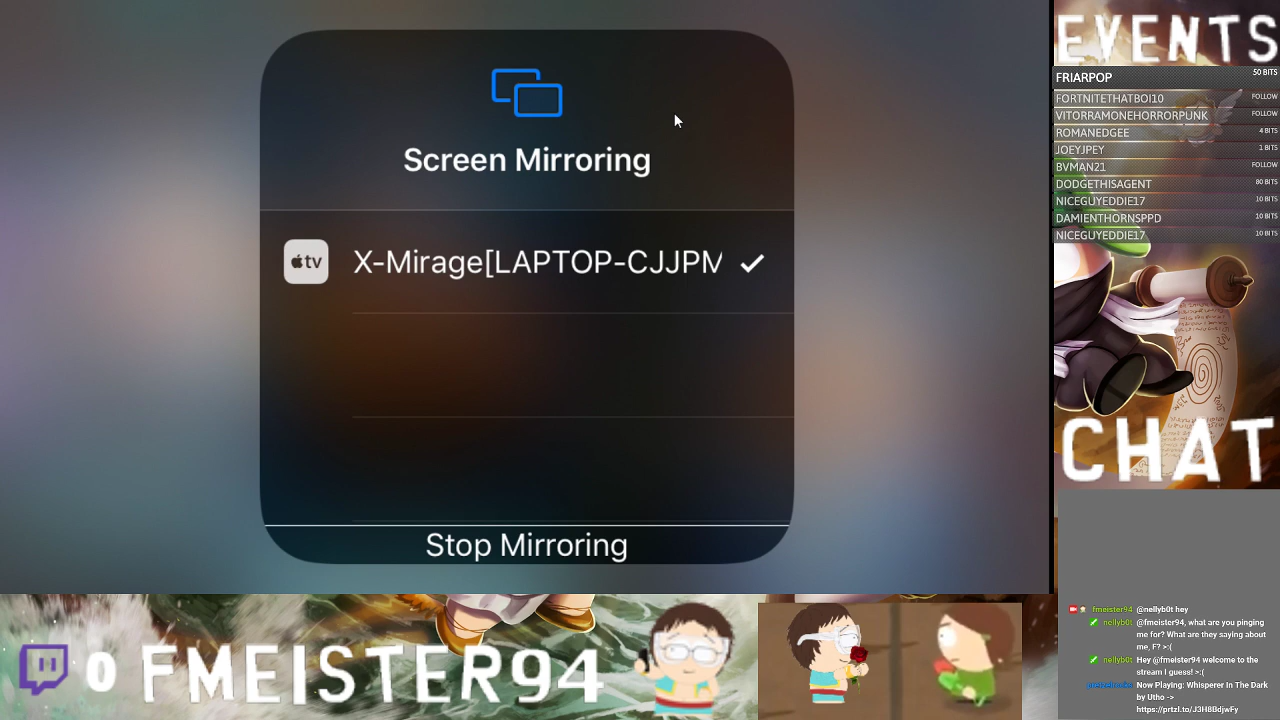 Screen Mirroring
tv
X-Mirage[LAPTOP-CJJPM
Stop Mirroring
EVENTS
FRIARPOP 50 BITS
FORTNITETHATBOI10 FOLLOW
VITORRAMONEHORRORPUNK FOLLOW
ROMANEDGEE 4 BITS
JOEYJPEY 1 BITS
BVMAN21 FOLLOW
DODGETHISAGENT 80 BITS
NICEGUYEDDIE17 10 BITS
DAMIENTHORNSPPD 10 BITS
NICEGUYEDDIE17 10 BITS
CHAT
fmeister94 @nellyb0t hey
nellyb0t @fmeister94, what are you pinging
me for? What are they saying about
me, F? >:(
nellyb0t Hey @fmeister94 welcome to the
stream I guess! >:(
Now Playing: Whisperer In The Dark
by Utho ->
https://prtzl.to/J3H8BdjwFy
0 FMEISTER94